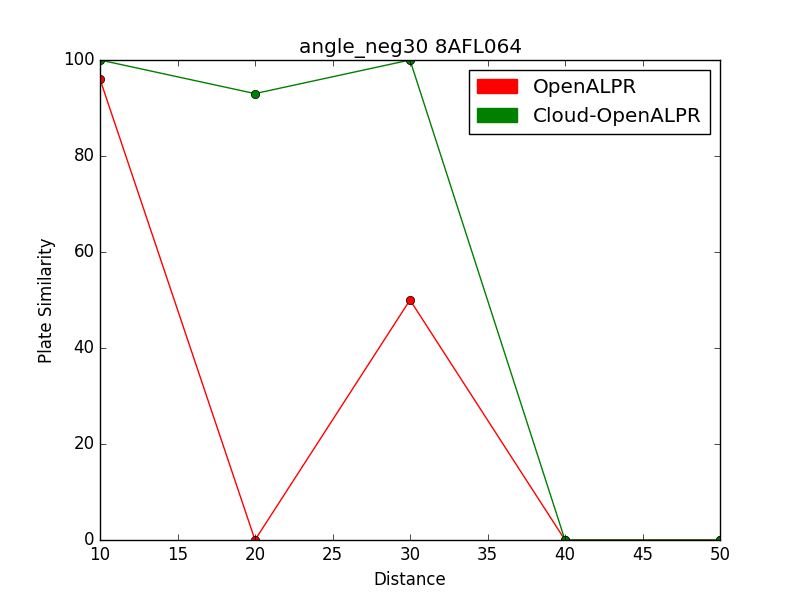 angle_neg30 8AFL064
OpenALPR
Cloud-OpenALPR
100
80
60
40
20
0
Plate Similarity
10 15 20 25 30 35 40 45 50
Distance